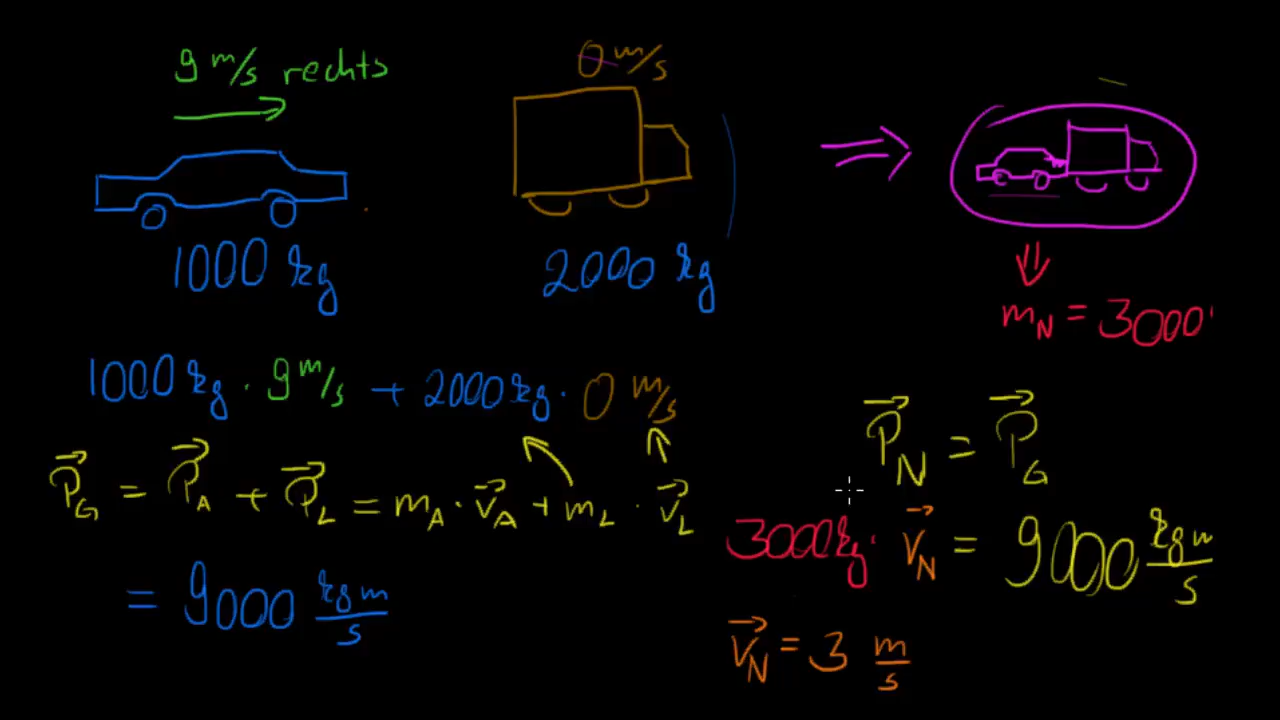 9 m/s rechts
0 m/s
1000 kg
2000 kg
m_N = 3000
1000 kg · 9 m/s + 2000 kg · 0 m/s
P⃗_G = P⃗_A + P⃗_L = m_A · v⃗_A + m_L · v⃗_L
= 9000 kg m/s
P⃗_N = P⃗_G
3000 kg · v⃗_N = 9000 kg m/s
v⃗_N = 3 m/s